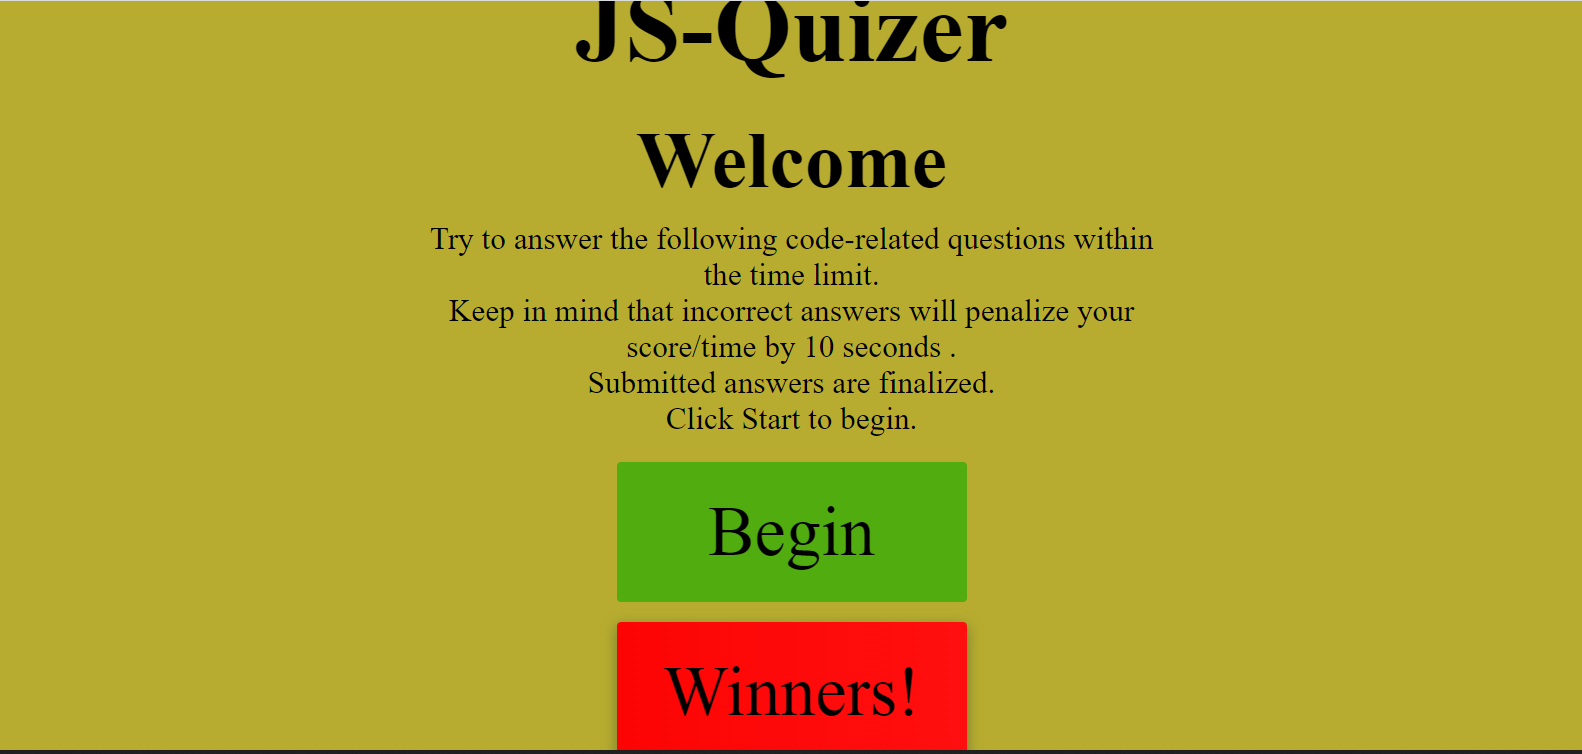 JS-Quizer
Welcome
Try to answer the following code-related questions within
the time limit.
Keep in mind that incorrect answers will penalize your
score/time by 10 seconds .
Submitted answers are finalized.
Click Start to begin.
Begin
Winners!